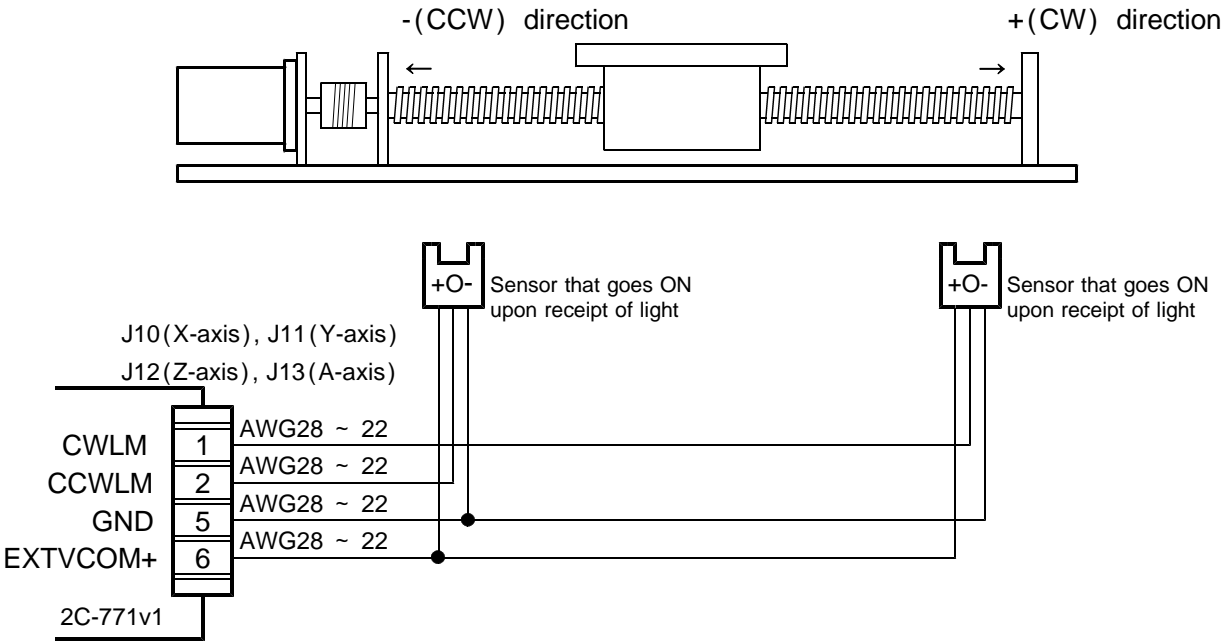 -(CCW) direction
+(CW) direction
+O-
Sensor that goes ON
upon receipt of light
+O-
Sensor that goes ON
upon receipt of light
J10(X-axis), J11(Y-axis)
J12(Z-axis), J13(A-axis)
CWLM 1 AWG28 ~ 22
CCWLM 2 AWG28 ~ 22
GND 5 AWG28 ~ 22
EXTVCOM+ 6 AWG28 ~ 22
2C-771v1